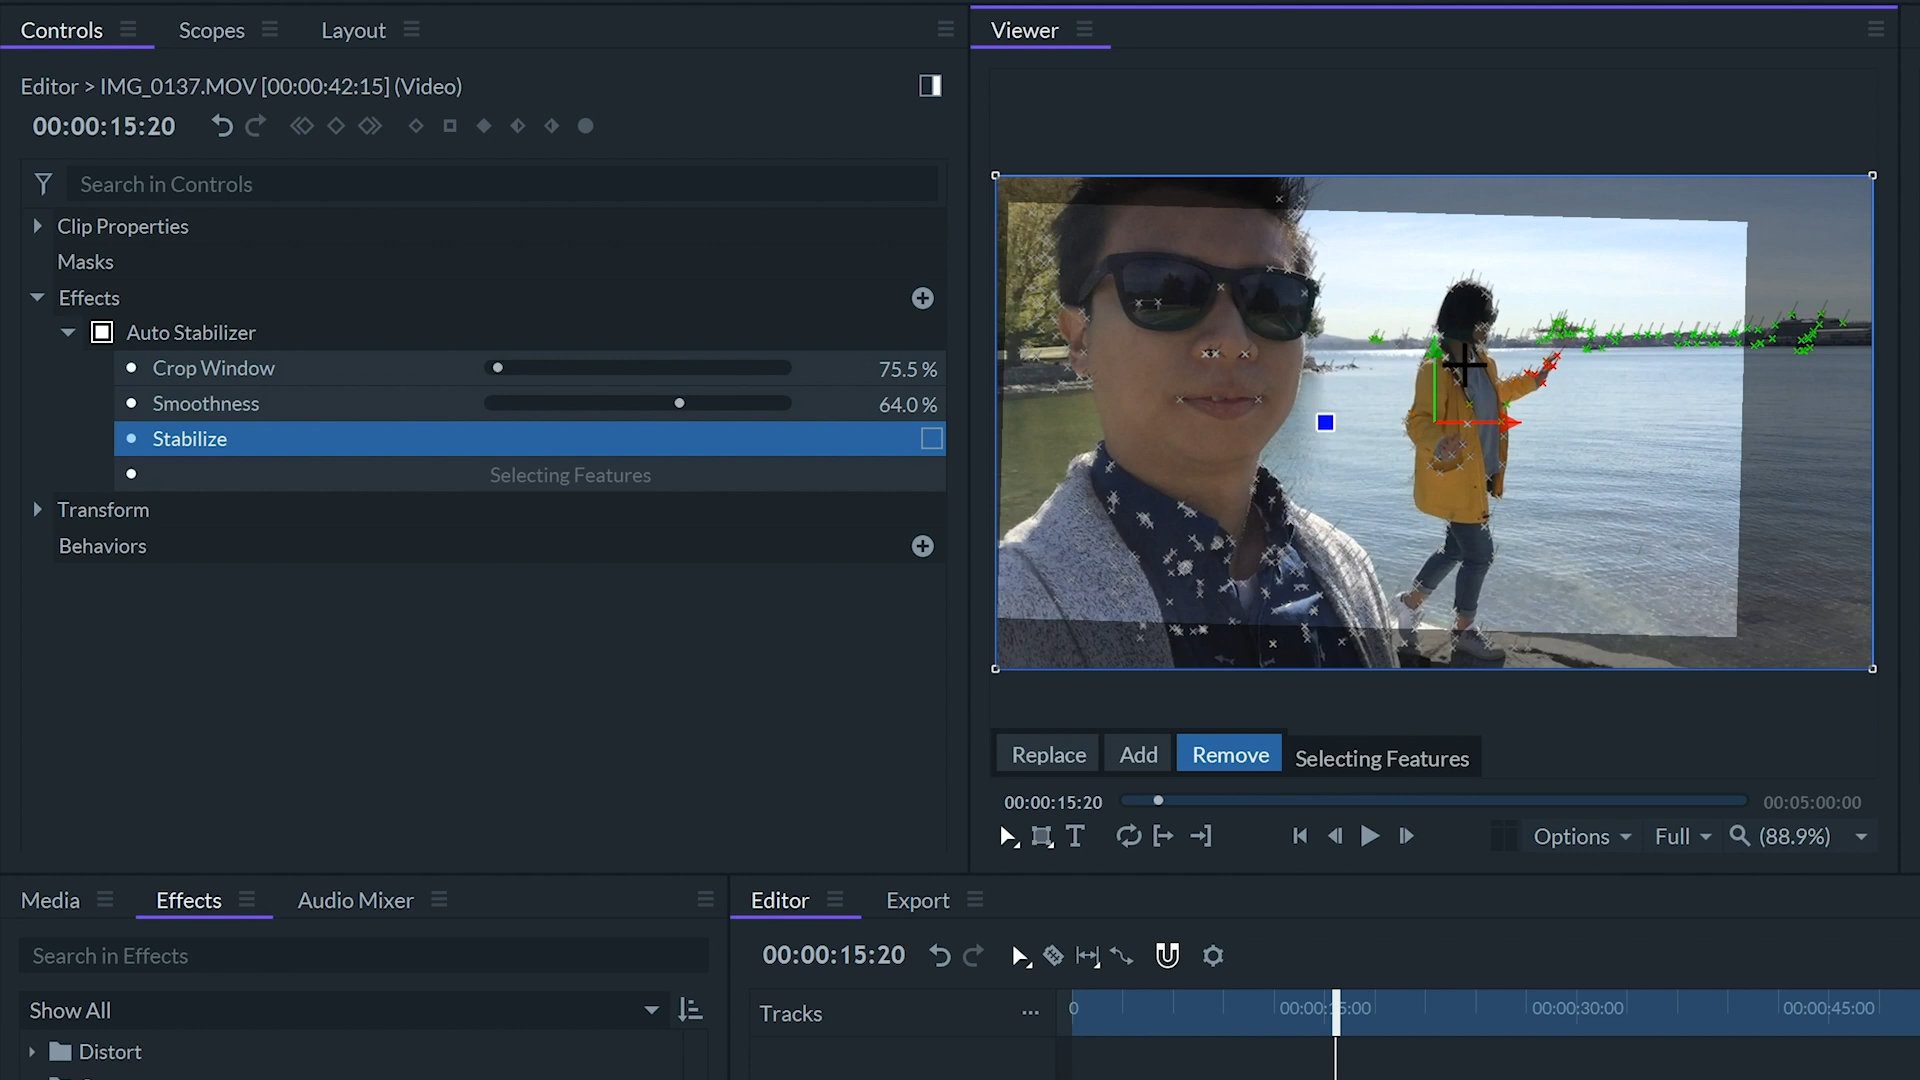 Controls
Scopes
Layout
Editor > IMG_0137.MOV [00:00:42:15] (Video)
00:00:15:20
Search in Controls
Clip Properties
Masks
Effects
Auto Stabilizer
Crop Window 75.5 %
Smoothness 64.0 %
Stabilize
Selecting Features
Transform
Behaviors
Viewer
Replace
Add
Remove
Selecting Features
00:00:15:20
00:05:00:00
T
Options
Full
(88.9%)
Media
Effects
Audio Mixer
Search in Effects
Show All
Distort
Editor
Export
00:00:15:20
Tracks
0
00:00:15:00
00:00:30:00
00:00:45:00